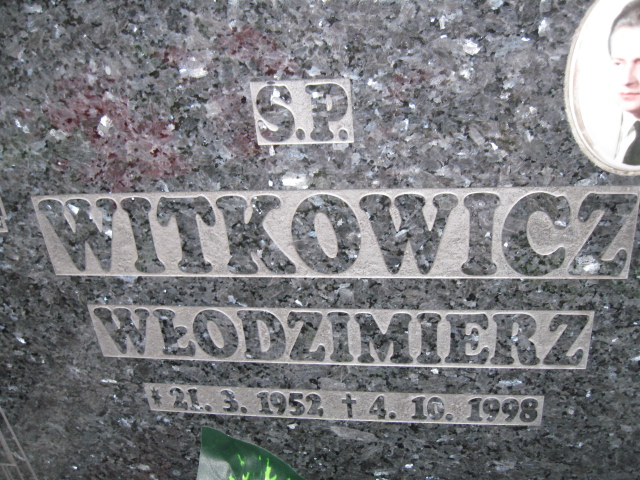 S.P.
WITKOWICZ
WŁODZIMIERZ
* 21. 3. 1952 † 4. 10. 1998